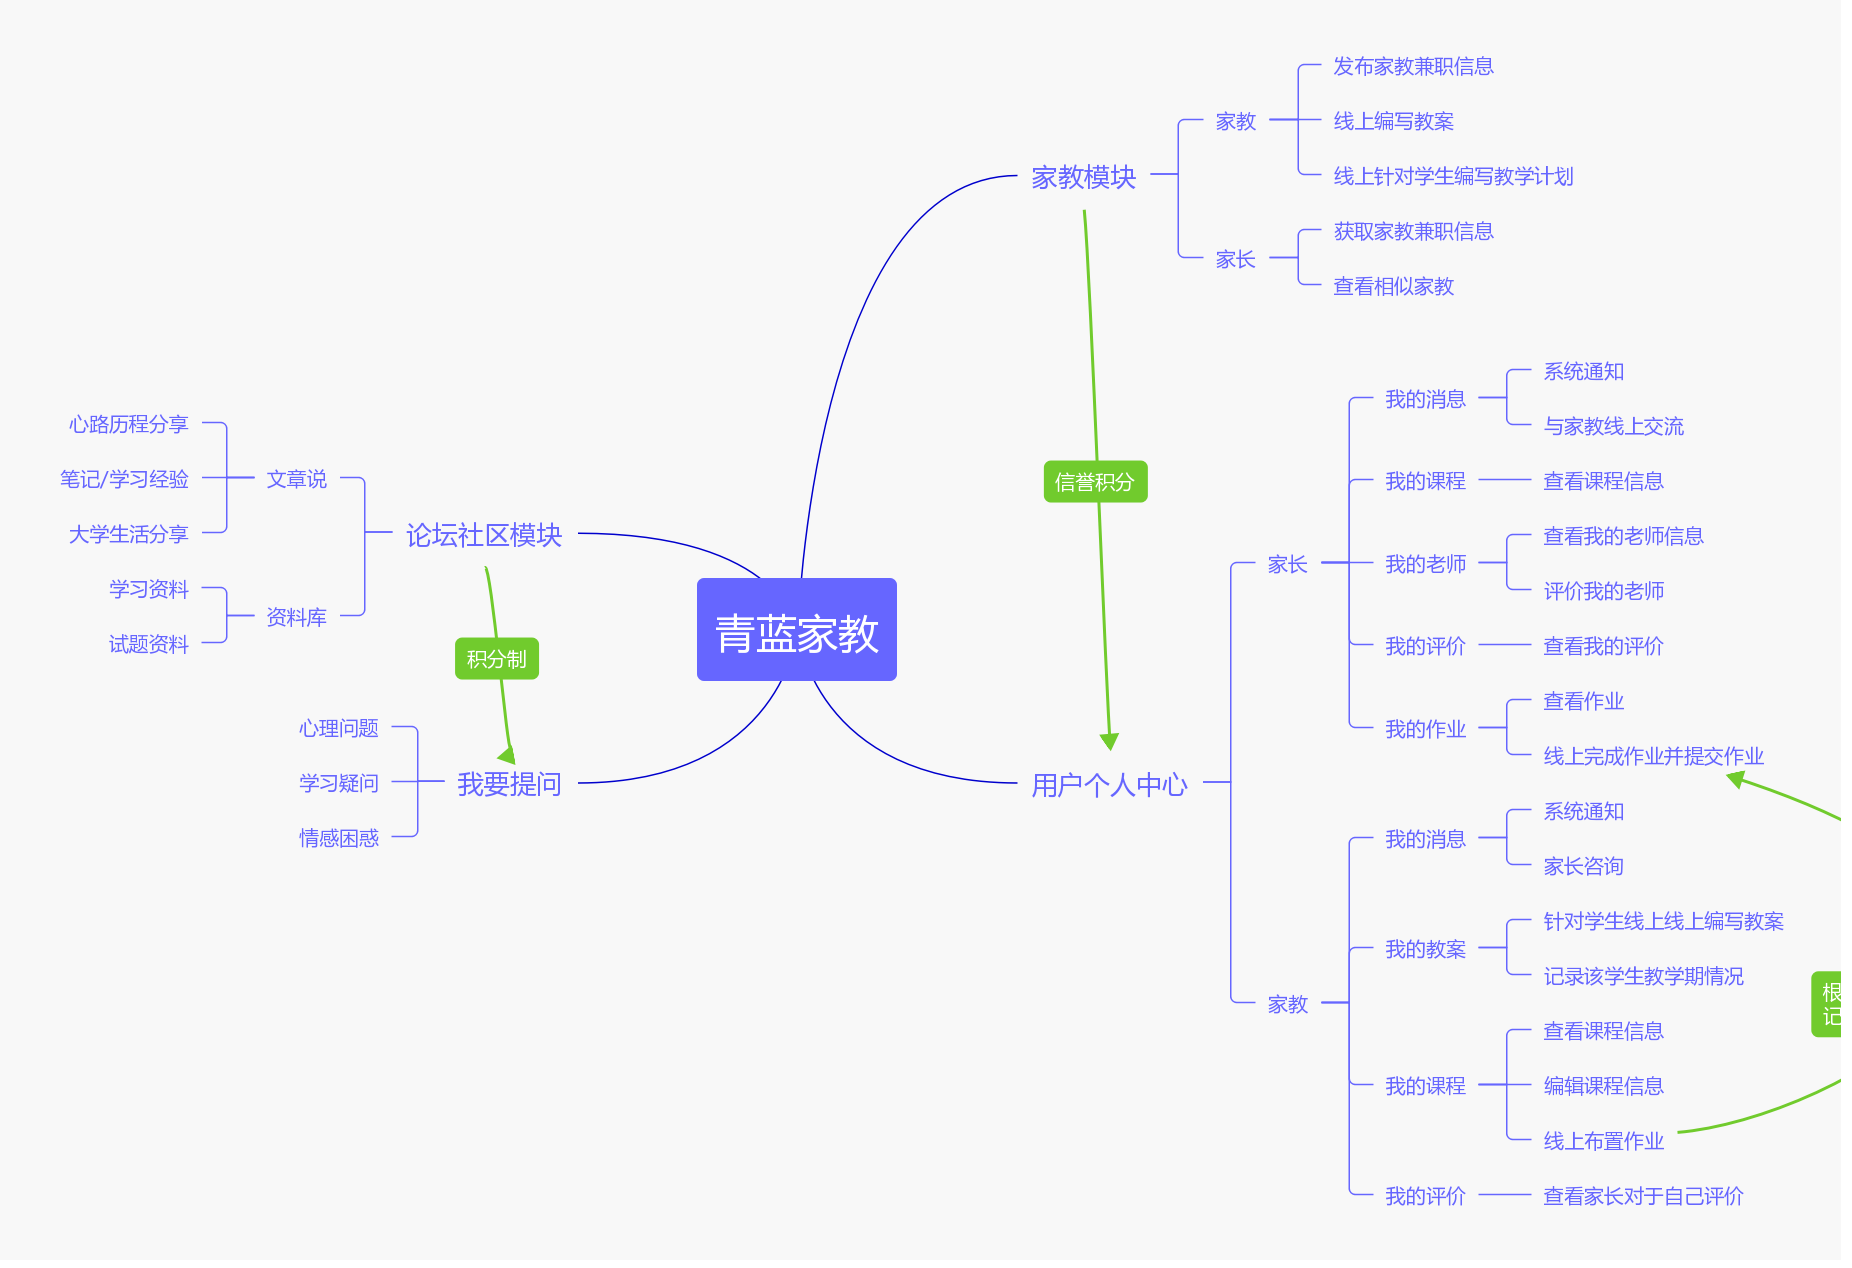 青蓝家教
家教模块
家教
发布家教兼职信息
线上编写教案
线上针对学生编写教学计划
家长
获取家教兼职信息
查看相似家教
信誉积分
用户个人中心
家长
我的消息
系统通知
与家教线上交流
我的课程
查看课程信息
我的老师
查看我的老师信息
评价我的老师
我的评价
查看我的评价
我的作业
查看作业
线上完成作业并提交作业
家教
我的消息
系统通知
家长咨询
我的教案
针对学生线上线上编写教案
记录该学生教学期情况
我的课程
查看课程信息
编辑课程信息
线上布置作业
我的评价
查看家长对于自己评价
根
记
论坛社区模块
文章说
心路历程分享
笔记/学习经验
大学生活分享
资料库
学习资料
试题资料
积分制
我要提问
心理问题
学习疑问
情感困惑